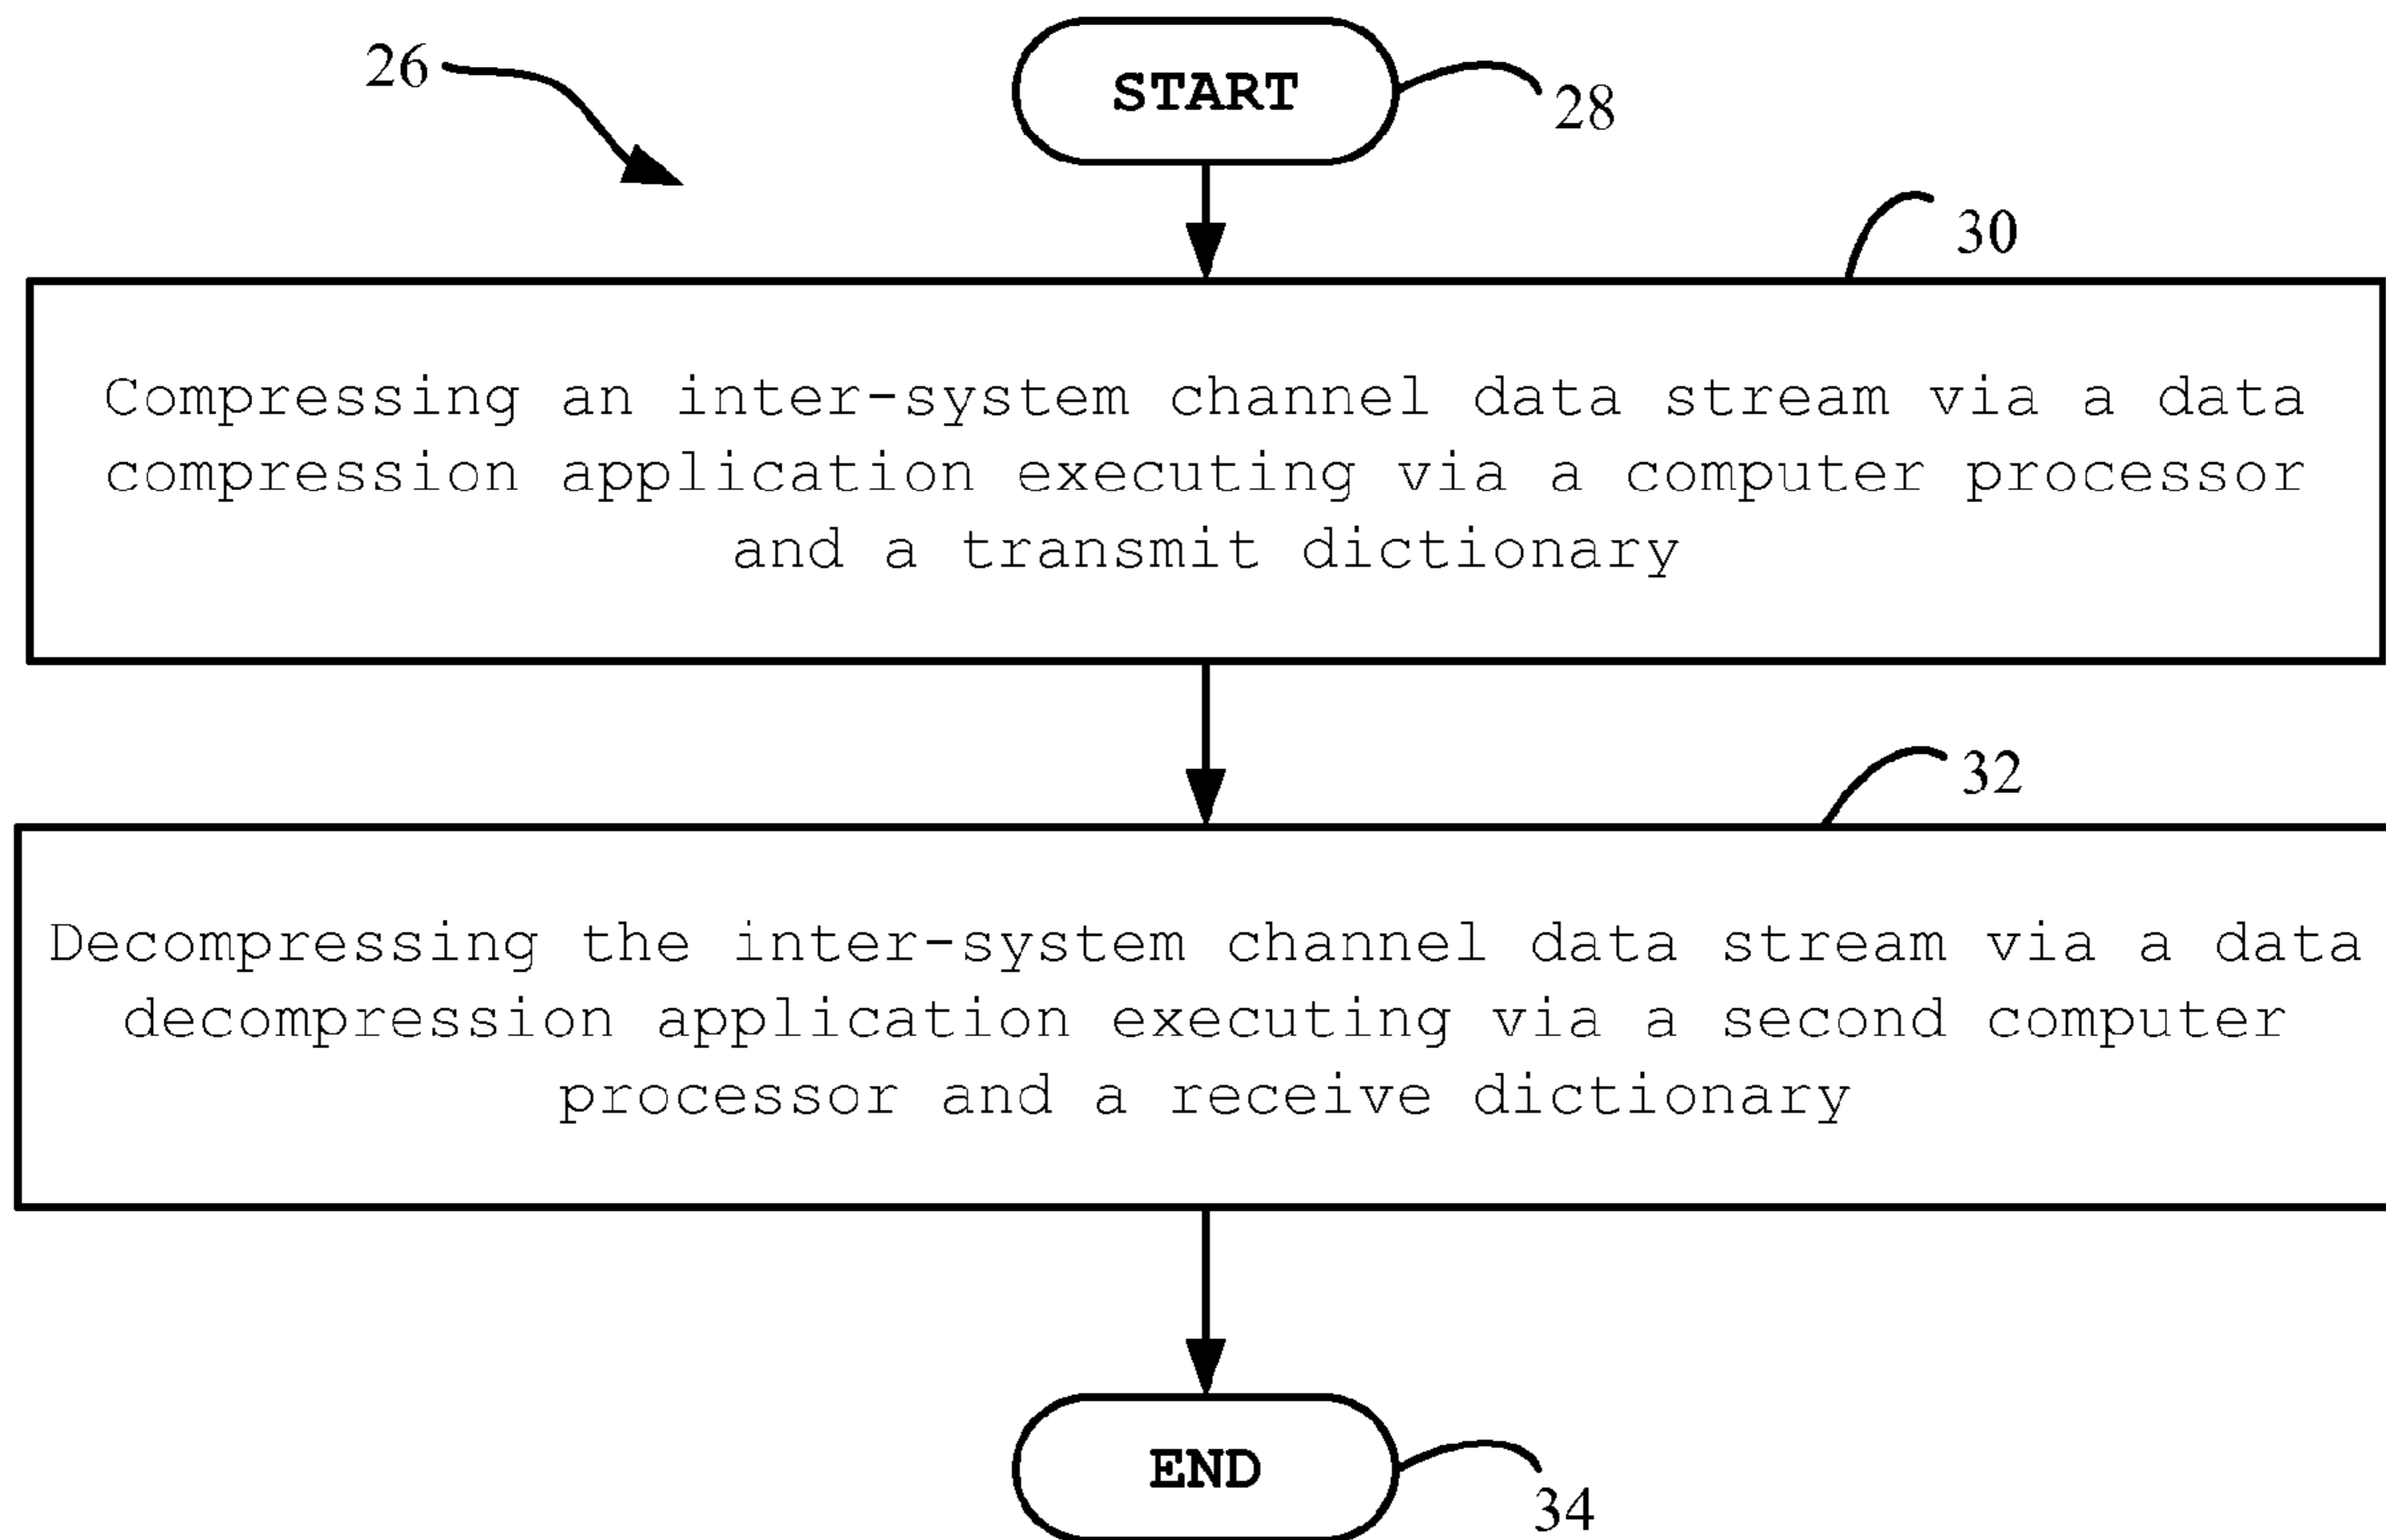 26
START
28
30
Compressing an inter-system channel data stream via a data
compression application executing via a computer processor
and a transmit dictionary
32
Decompressing the inter-system channel data stream via a data
decompression application executing via a second computer
processor and a receive dictionary
END
34